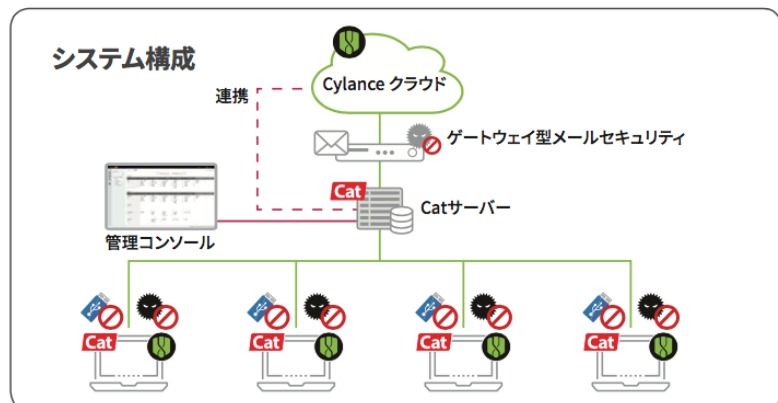 システム構成
Cylance クラウド
連携
ゲートウェイ型メールセキュリティ
Cat
Catサーバー
管理コンソール
Cat
Cat
Cat
Cat